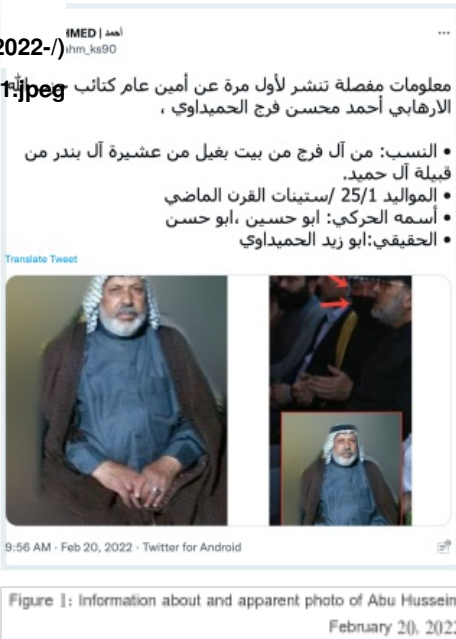 HMED | أحمد
2022-/)
hm_ks90
1.jpeg
معلومات مفصلة تنشر لأول مرة عن أمين عام كتائب
الارهابي أحمد محسن فرج الحميداوي ،
• النسب: من آل فرج من بيت بغيل من عشيرة آل بندر من
قبيلة آل حميد.
• المواليد 25/1 /ستينات القرن الماضي
• أسمه الحركي: ابو حسين ،ابو حسن
• الحقيقي:ابو زيد الحميداوي
Translate Tweet
9:56 AM · Feb 20, 2022 · Twitter for Android
Figure 1: Information about and apparent photo of Abu Hussein
February 20, 202